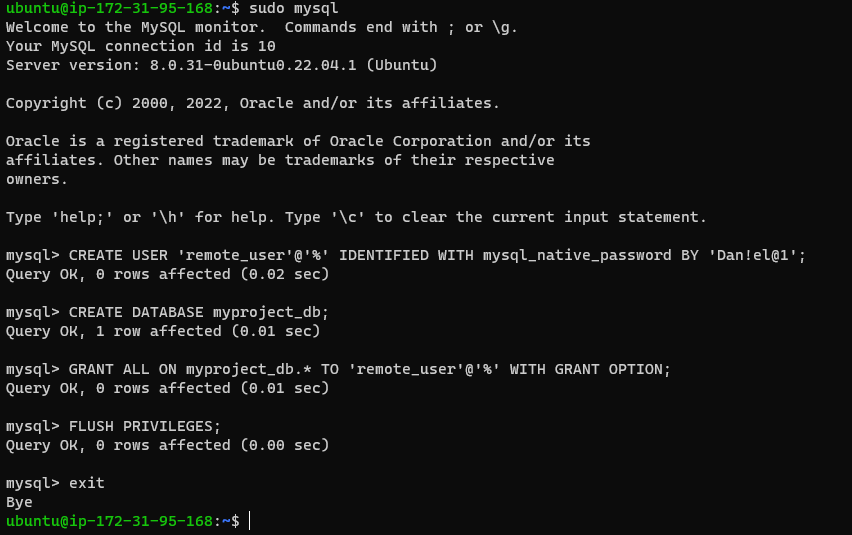 ubuntu@ip-172-31-95-168:~$ sudo mysql
Welcome to the MySQL monitor.  Commands end with ; or \g.
Your MySQL connection id is 10
Server version: 8.0.31-0ubuntu0.22.04.1 (Ubuntu)
Copyright (c) 2000, 2022, Oracle and/or its affiliates.
Oracle is a registered trademark of Oracle Corporation and/or its
affiliates. Other names may be trademarks of their respective
owners.
Type 'help;' or '\h' for help. Type '\c' to clear the current input statement.
mysql> CREATE USER 'remote_user'@'%' IDENTIFIED WITH mysql_native_password BY 'Dan!el@1';
Query OK, 0 rows affected (0.02 sec)
mysql> CREATE DATABASE myproject_db;
Query OK, 1 row affected (0.01 sec)
mysql> GRANT ALL ON myproject_db.* TO 'remote_user'@'%' WITH GRANT OPTION;
Query OK, 0 rows affected (0.01 sec)
mysql> FLUSH PRIVILEGES;
Query OK, 0 rows affected (0.00 sec)
mysql> exit
Bye
ubuntu@ip-172-31-95-168:~$